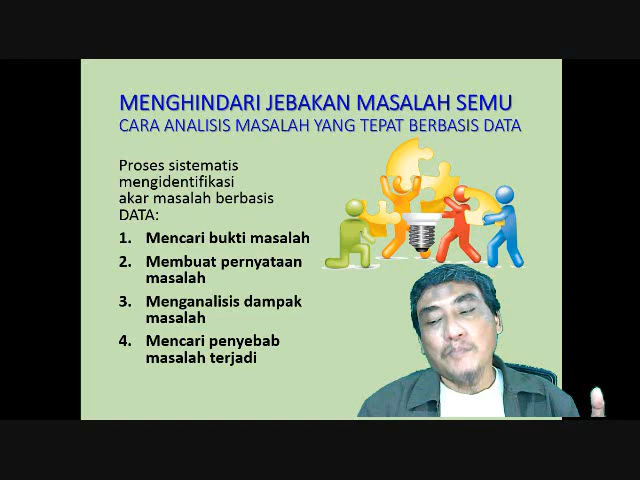 MENGHINDARI JEBAKAN MASALAH SEMU
CARA ANALISIS MASALAH YANG TEPAT BERBASIS DATA
Proses sistematis
mengidentifikasi
akar masalah berbasis
DATA:
1. Mencari bukti masalah
2. Membuat pernyataan
masalah
3. Menganalisis dampak
masalah
4. Mencari penyebab
masalah terjadi